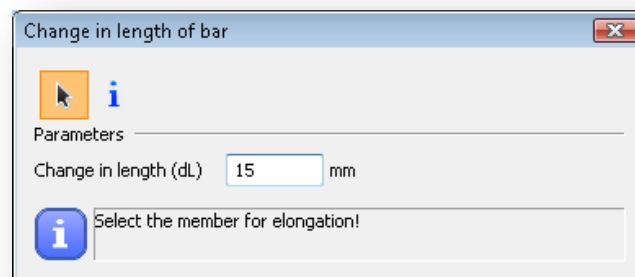 Change in length of bar
Parameters
Change in length (dL) 15 mm
Select the member for elongation!